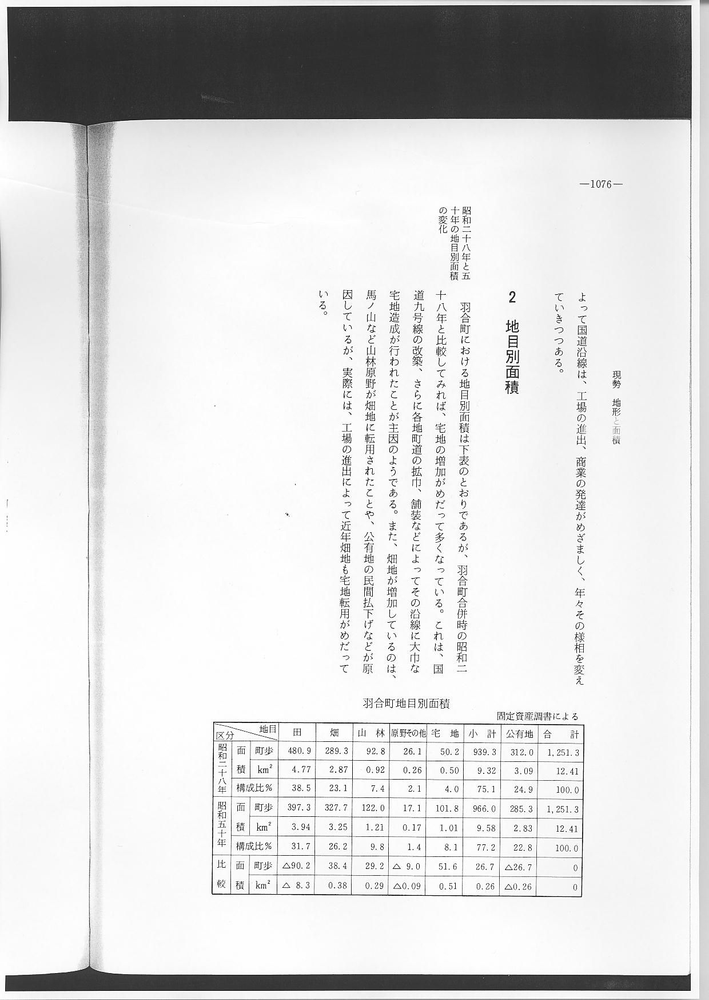 ―1076―
現勢　地形と面積
よって国道沿線は、工場の進出、商業の発達がめざましく、年々その様相を変え
ていきつつある。
2　地目別面積
昭和二十八年と五
十年の地目別面積
の変化
羽合町における地目別面積は下表のとおりであるが、羽合町合併時の昭和二
十八年と比較してみれば、宅地の増加がめだって多くなっている。これは、国
道九号線の改築、さらに各地町道の拡巾、舗装などによってその沿線に大巾な
宅地造成が行われたことが主因のようである。また、畑地が増加しているのは、
馬ノ山など山林原野が畑地に転用されたことや、公有地の民間払下げなどが原
因しているが、実際には、工場の進出によって近年畑地も宅地転用がめだって
いる。
羽合町地目別面積
固定資産調書による
区分 地目 田 畑 山林 原野その他 宅地 小計 公有地 合計
昭和二十八年 面積 町歩 480.9 289.3 92.8 26.1 50.2 939.3 312.0 1,251.3
km² 4.77 2.87 0.92 0.26 0.50 9.32 3.09 12.41
構成比% 38.5 23.1 7.4 2.1 4.0 75.1 24.9 100.0
昭和五十年 面積 町歩 397.3 327.7 122.0 17.1 101.8 966.0 285.3 1,251.3
km² 3.94 3.25 1.21 0.17 1.01 9.58 2.83 12.41
構成比% 31.7 26.2 9.8 1.4 8.1 77.2 22.8 100.0
比較 面積 町歩 △90.2 38.4 29.2 △ 9.0 51.6 26.7 △26.7 0
km² △ 8.3 0.38 0.29 △0.09 0.51 0.26 △0.26 0